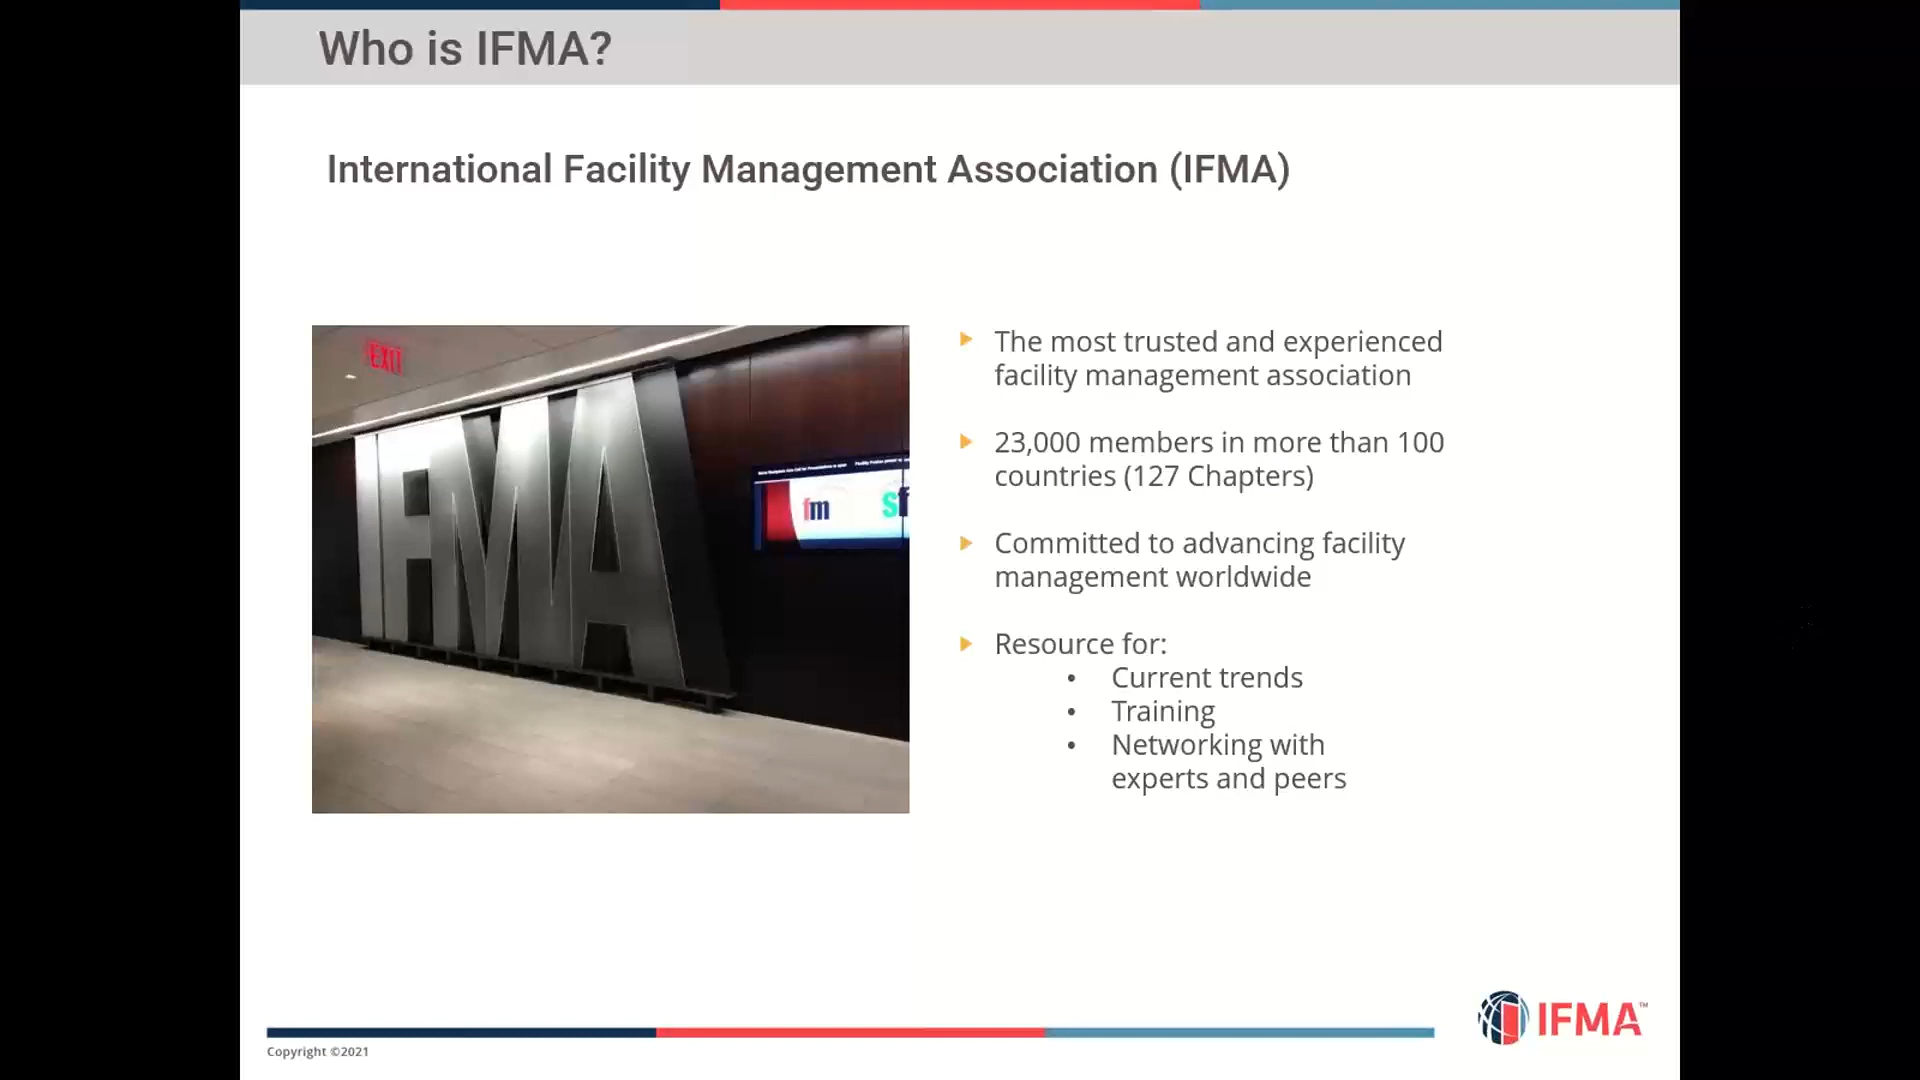 Who is IFMA?
International Facility Management Association (IFMA)
EXIT
IFMA
fm
sf
The most trusted and experienced
facility management association
23,000 members in more than 100
countries (127 Chapters)
Committed to advancing facility
management worldwide
Resource for:
• Current trends
• Training
• Networking with
experts and peers
IFMA™
Copyright ©2021